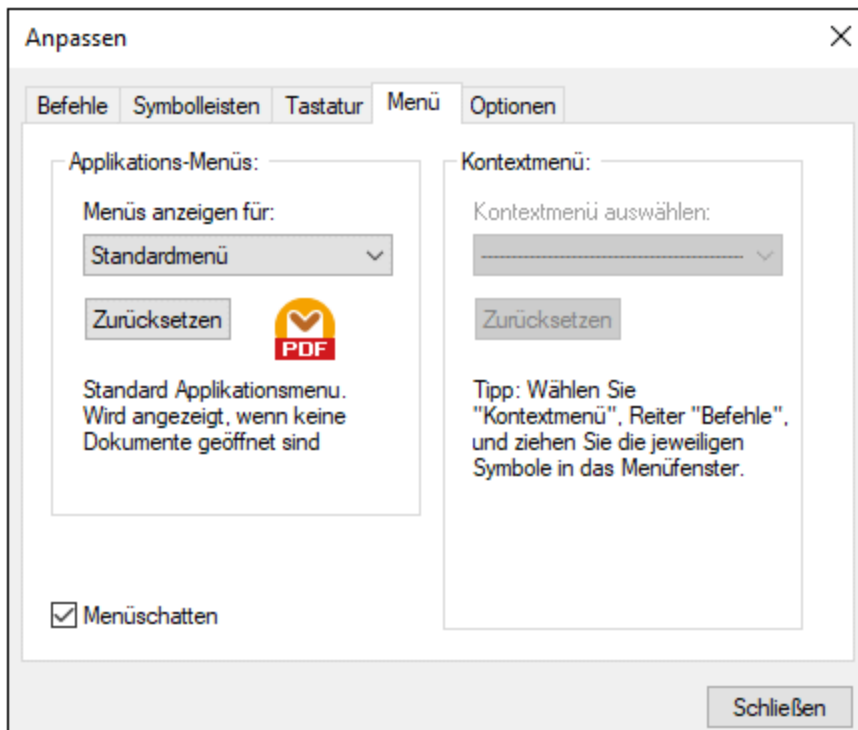 Anpassen
Befehle
Symbolleisten
Tastatur
Menü
Optionen
Applikations-Menüs:
Menüs anzeigen für:
Standardmenü
Zurücksetzen
PDF
Standard Applikationsmenu.
Wird angezeigt, wenn keine
Dokumente geöffnet sind
Kontextmenü:
Kontextmenü auswählen:
Zurücksetzen
Tipp: Wählen Sie
"Kontextmenü", Reiter "Befehle",
und ziehen Sie die jeweiligen
Symbole in das Menüfenster.
Menüschatten
Schließen